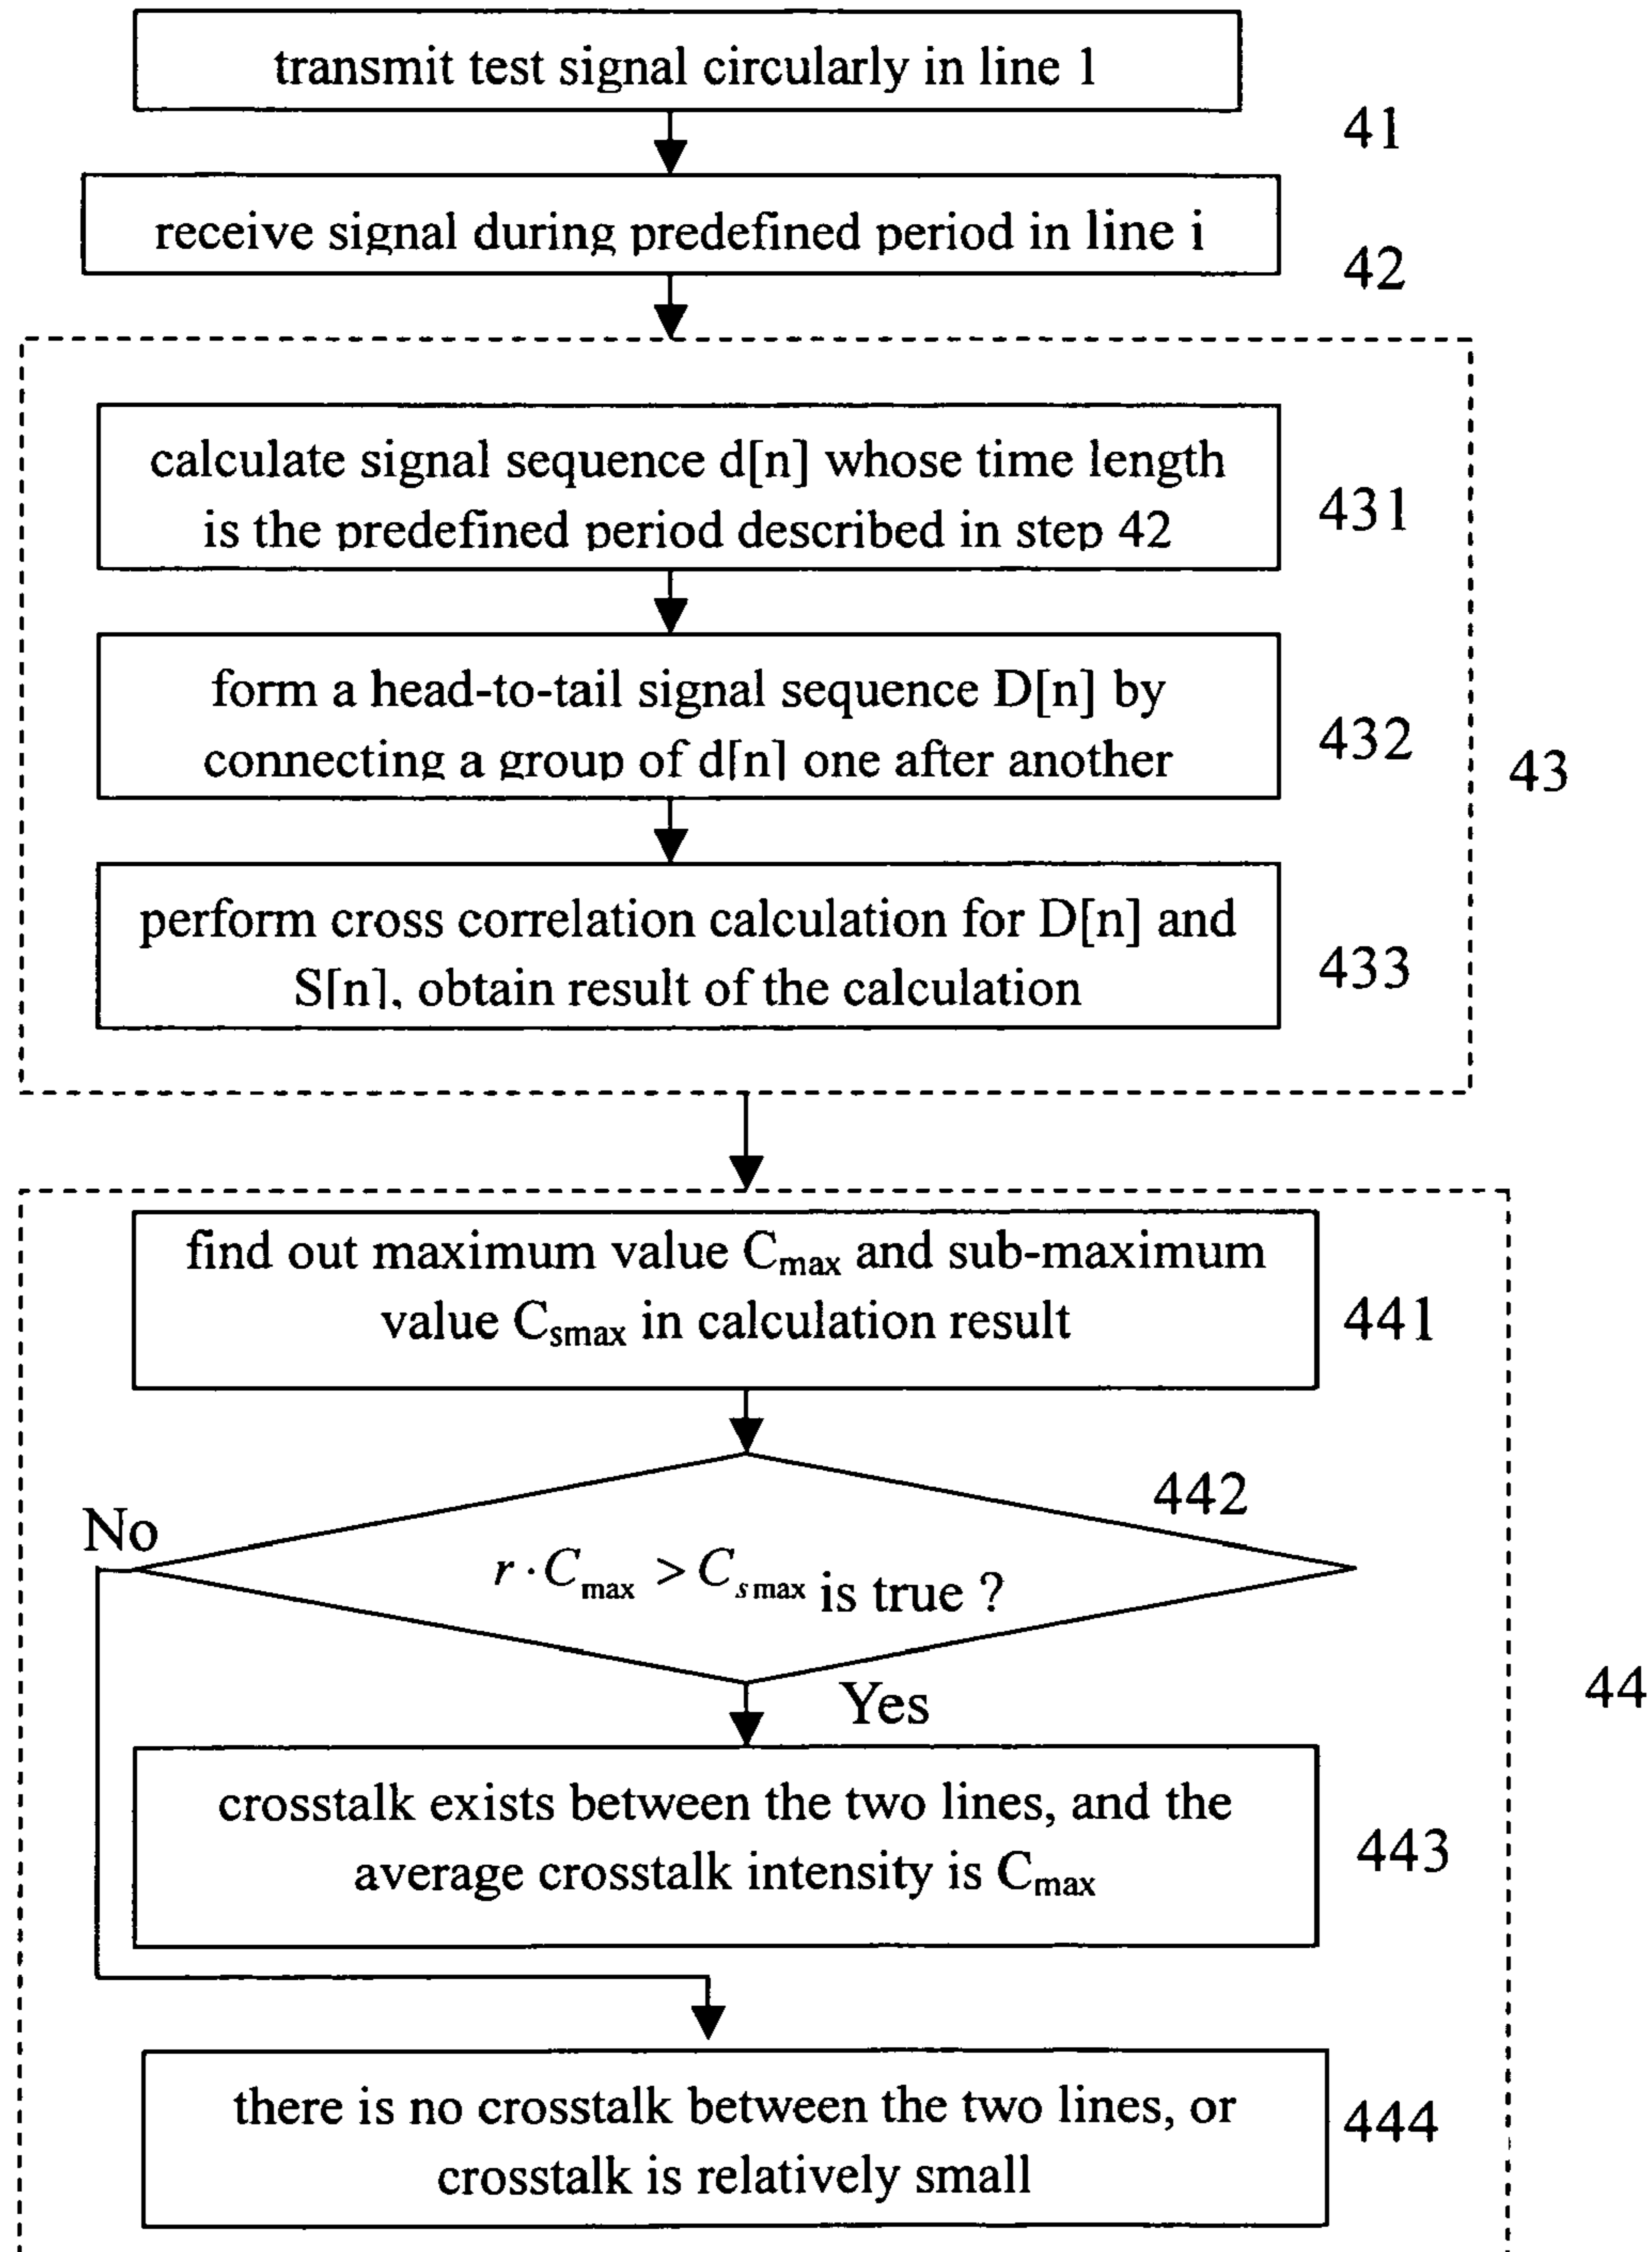 transmit test signal circularly in line 1
41
receive signal during predefined period in line i
42
calculate signal sequence d[n] whose time length
is the predefined period described in step 42
431
form a head-to-tail signal sequence D[n] by
connecting a group of d[n] one after another
432
43
perform cross correlation calculation for D[n] and
S[n], obtain result of the calculation
433
find out maximum value Cmax and sub-maximum
value Csmax in calculation result
441
442
No
r · Cmax > Csmax is true ?
Yes
44
crosstalk exists between the two lines, and the
average crosstalk intensity is Cmax
443
there is no crosstalk between the two lines, or
crosstalk is relatively small
444